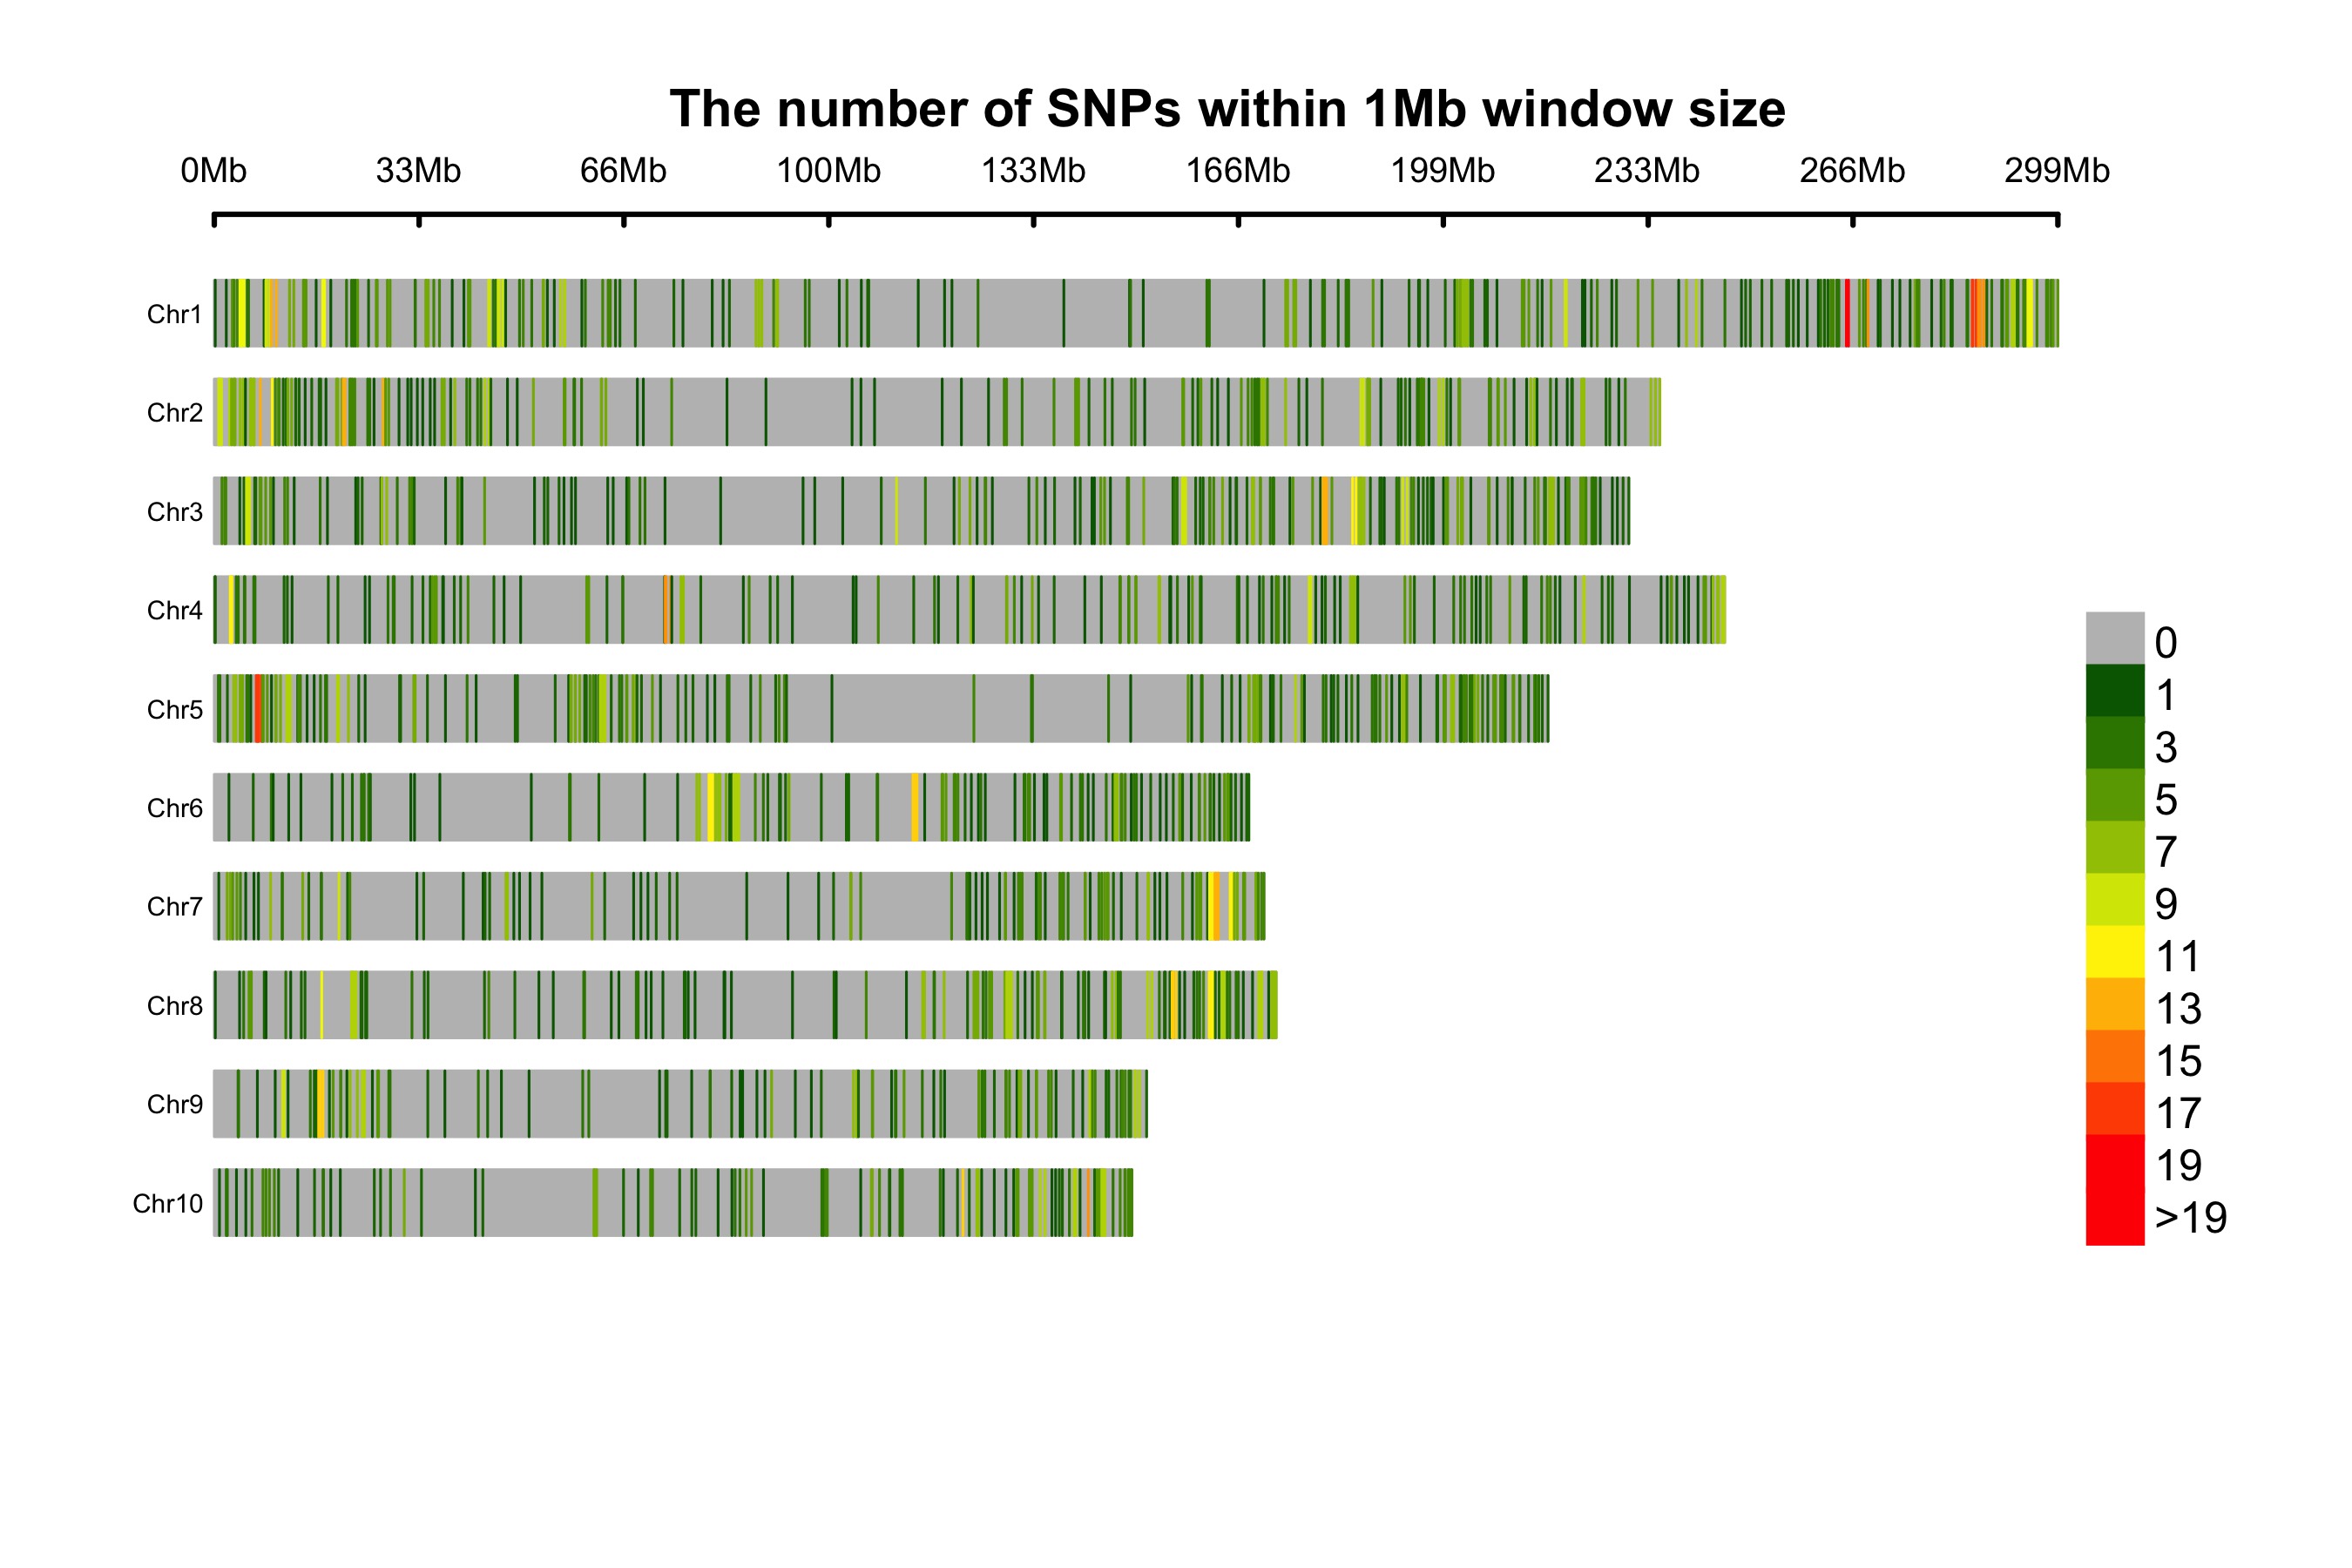 The number of SNPs within 1Mb window size
0Mb 33Mb 66Mb 100Mb 133Mb 166Mb 199Mb 233Mb 266Mb 299Mb
Chr1
Chr2
Chr3
Chr4
Chr5
Chr6
Chr7
Chr8
Chr9
Chr10
0
1
3
5
7
9
11
13
15
17
19
>19